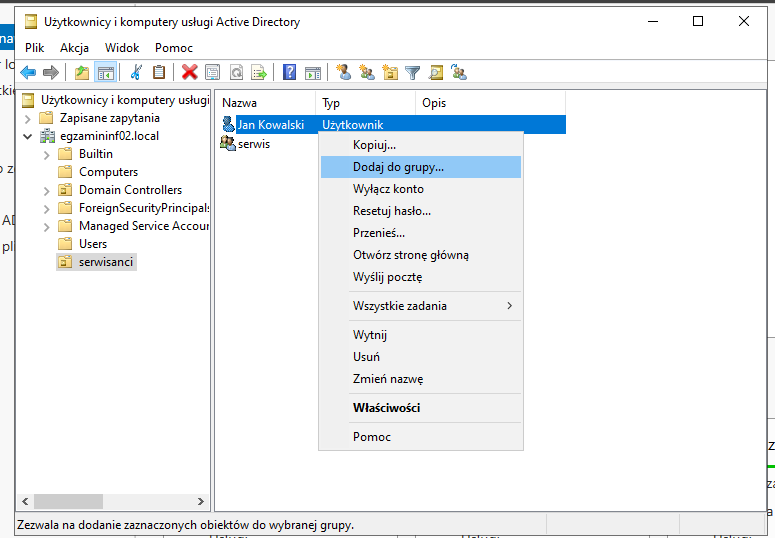 Użytkownicy i komputery usługi Active Directory
Plik Akcja Widok Pomoc
Użytkownicy i komputery usługi
Zapisane zapytania
egzamininf02.local
Builtin
Computers
Domain Controllers
ForeignSecurityPrincipals
Managed Service Accour
Users
serwisanci
Nazwa Typ Opis
Jan Kowalski Użytkownik
serwis
Kopiuj...
Dodaj do grupy...
Wyłącz konto
Resetuj hasło...
Przenieś...
Otwórz stronę główną
Wyślij pocztę
Wszystkie zadania
Wytnij
Usuń
Zmień nazwę
Właściwości
Pomoc
Zezwala na dodanie zaznaczonych obiektów do wybranej grupy.